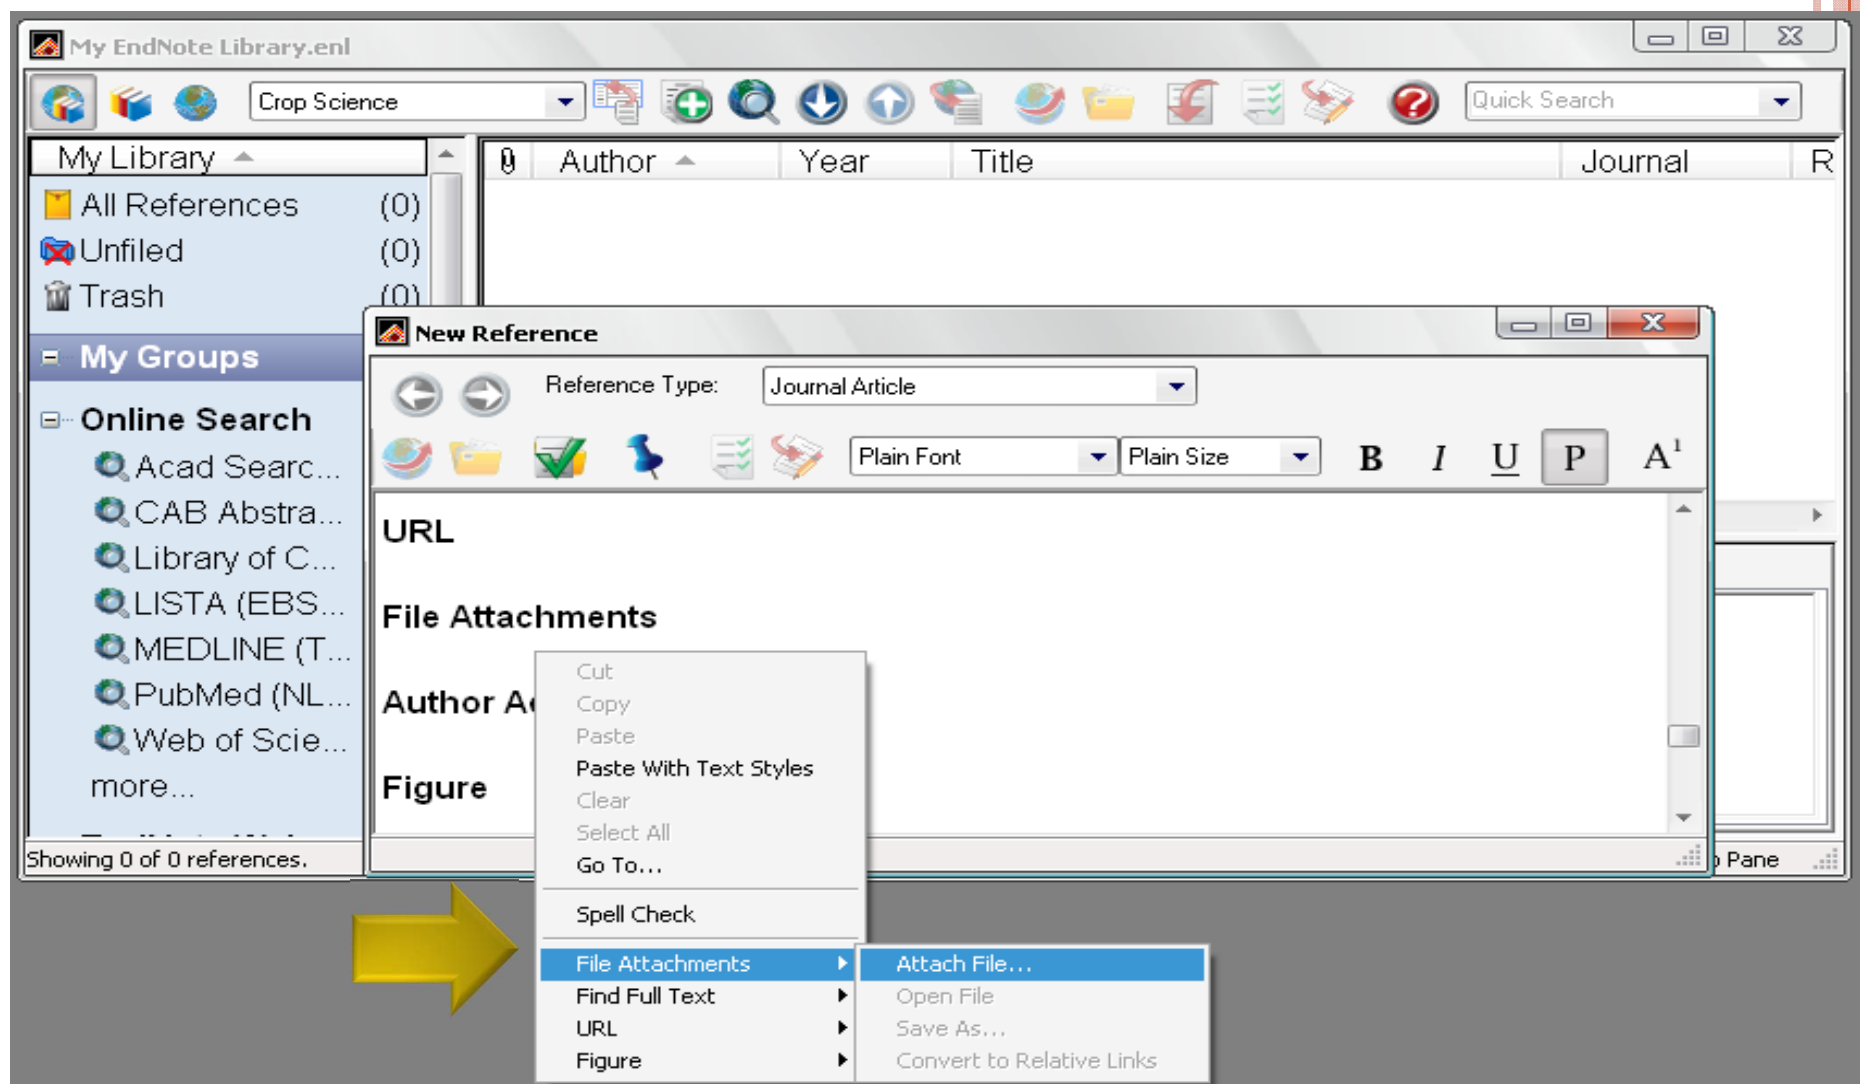 My EndNote Library.enl
Crop Science
Quick Search
My Library
Author Year Title Journal R
All References (0)
Unfiled (0)
Trash (0)
My Groups
Online Search
Acad Searc...
CAB Abstra...
Library of C...
LISTA (EBS...
MEDLINE (T...
PubMed (NL...
Web of Scie...
more...
Showing 0 of 0 references.
Pane
New Reference
Reference Type: Journal Article
Plain Font Plain Size B I U P A1
URL
File Attachments
Author
Figure
Cut
Copy
Paste
Paste With Text Styles
Clear
Select All
Go To...
Spell Check
File Attachments
Find Full Text
URL
Figure
Attach File...
Open File
Save As...
Convert to Relative Links